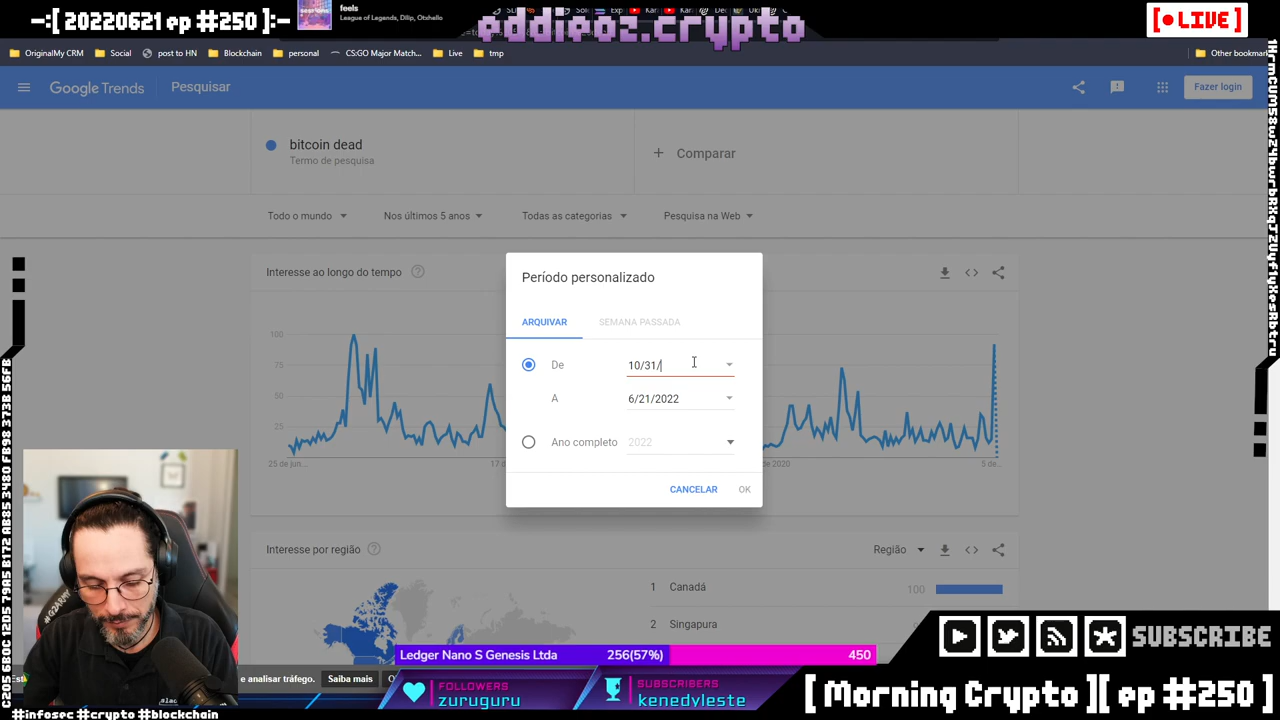 -:[ 20220621 ep #250 ]:-
feels
League of Legends, Dilip, Otshello
eddieoz.crypto
[ LIVE ]
OriginalMy CRM
Social
post to HN
Blockchain
personal
CS:GO Major Match...
Live
tmp
Other bookmark
Google Trends
Pesquisar
Fazer login
bitcoin dead
Termo de pesquisa
+ Comparar
Todo o mundo
Nos últimos 5 anos
Todas as categorias
Pesquisa na Web
Interesse ao longo do tempo
100
75
50
25
25 de jun...
17 d
de 2020
5 de...
Período personalizado
ARQUIVAR
SEMANA PASSADA
De
10/31/
A
6/21/2022
Ano completo
2022
CANCELAR
OK
Interesse por região
Região
1 Canadá
100
2 Singapura
e analisar tráfego.
Saiba mais
Ledger Nano S Genesis Ltda
256(57%)
450
FOLLOWERS
zuruguru
SUBSCRIBERS
kenedyleste
SUBSCRIBE
[ Morning Crypto ][ ep #250 ]
#infosec #crypto #blockchain
#G2ARMY